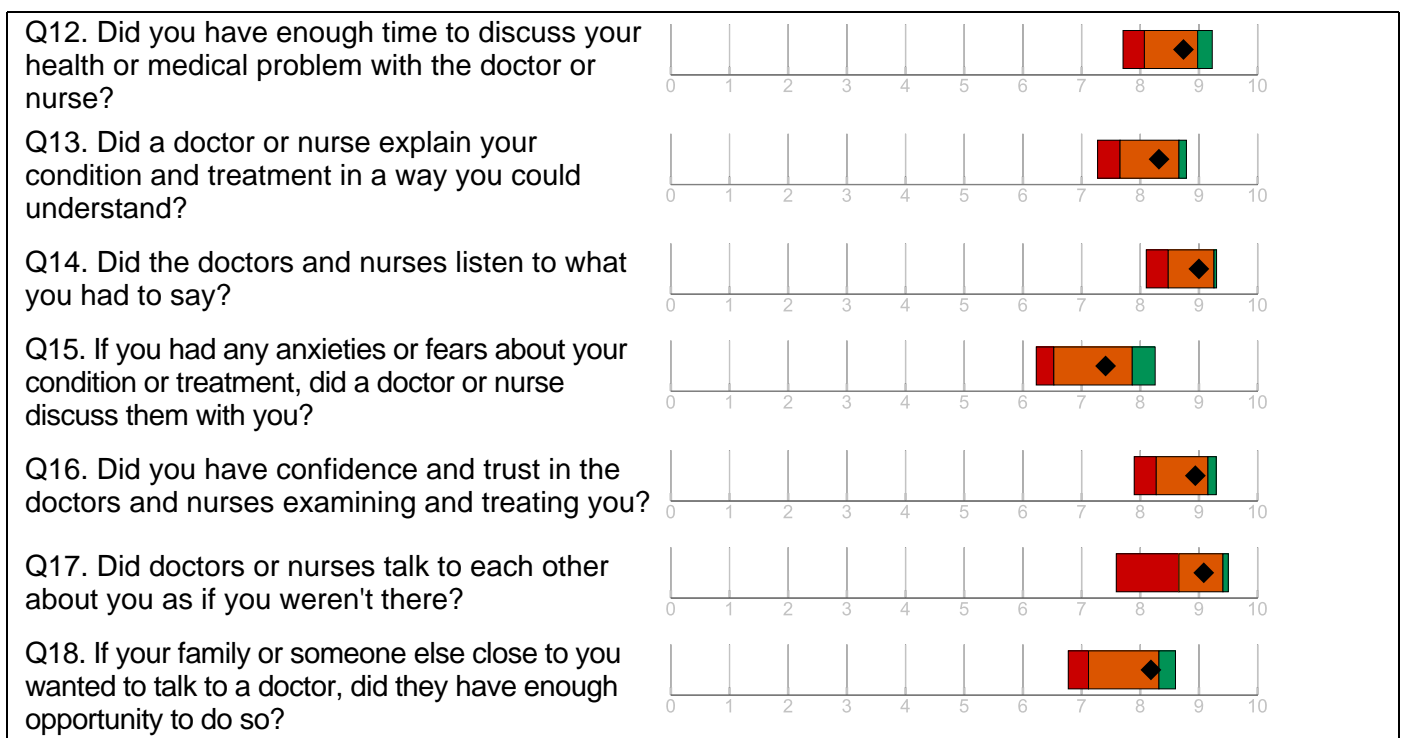 Q12. Did you have enough time to discuss your
health or medical problem with the doctor or
nurse?
0 1 2 3 4 5 6 7 8 9 10
Q13. Did a doctor or nurse explain your
condition and treatment in a way you could
understand?
0 1 2 3 4 5 6 7 8 9 10
Q14. Did the doctors and nurses listen to what
you had to say?
0 1 2 3 4 5 6 7 8 9 10
Q15. If you had any anxieties or fears about your
condition or treatment, did a doctor or nurse
discuss them with you?
0 1 2 3 4 5 6 7 8 9 10
Q16. Did you have confidence and trust in the
doctors and nurses examining and treating you?
0 1 2 3 4 5 6 7 8 9 10
Q17. Did doctors or nurses talk to each other
about you as if you weren't there?
0 1 2 3 4 5 6 7 8 9 10
Q18. If your family or someone else close to you
wanted to talk to a doctor, did they have enough
opportunity to do so?
0 1 2 3 4 5 6 7 8 9 10